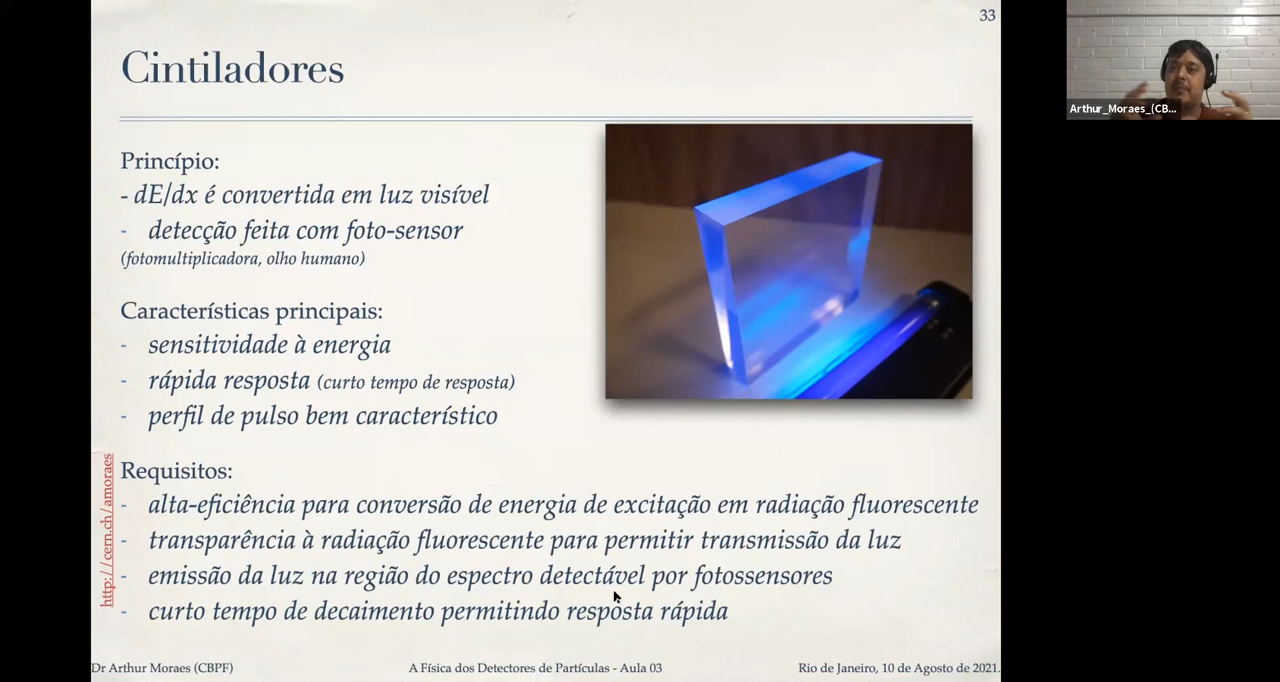 33
Cintiladores
Princípio:
- dE/dx é convertida em luz visível
- detecção feita com foto-sensor
(fotomultiplicadora, olho humano)
Características principais:
- sensitividade à energia
- rápida resposta (curto tempo de resposta)
- perfil de pulso bem característico
Requisitos:
- alta-eficiência para conversão de energia de excitação em radiação fluorescente
- transparência à radiação fluorescente para permitir transmissão da luz
- emissão da luz na região do espectro detectável por fotossensores
- curto tempo de decaimento permitindo resposta rápida
http://cern.ch/amoraes
Dr Arthur Moraes (CBPF) A Física dos Detectores de Partículas - Aula 03 Rio de Janeiro, 10 de Agosto de 2021.
Arthur_Moraes_(CB...